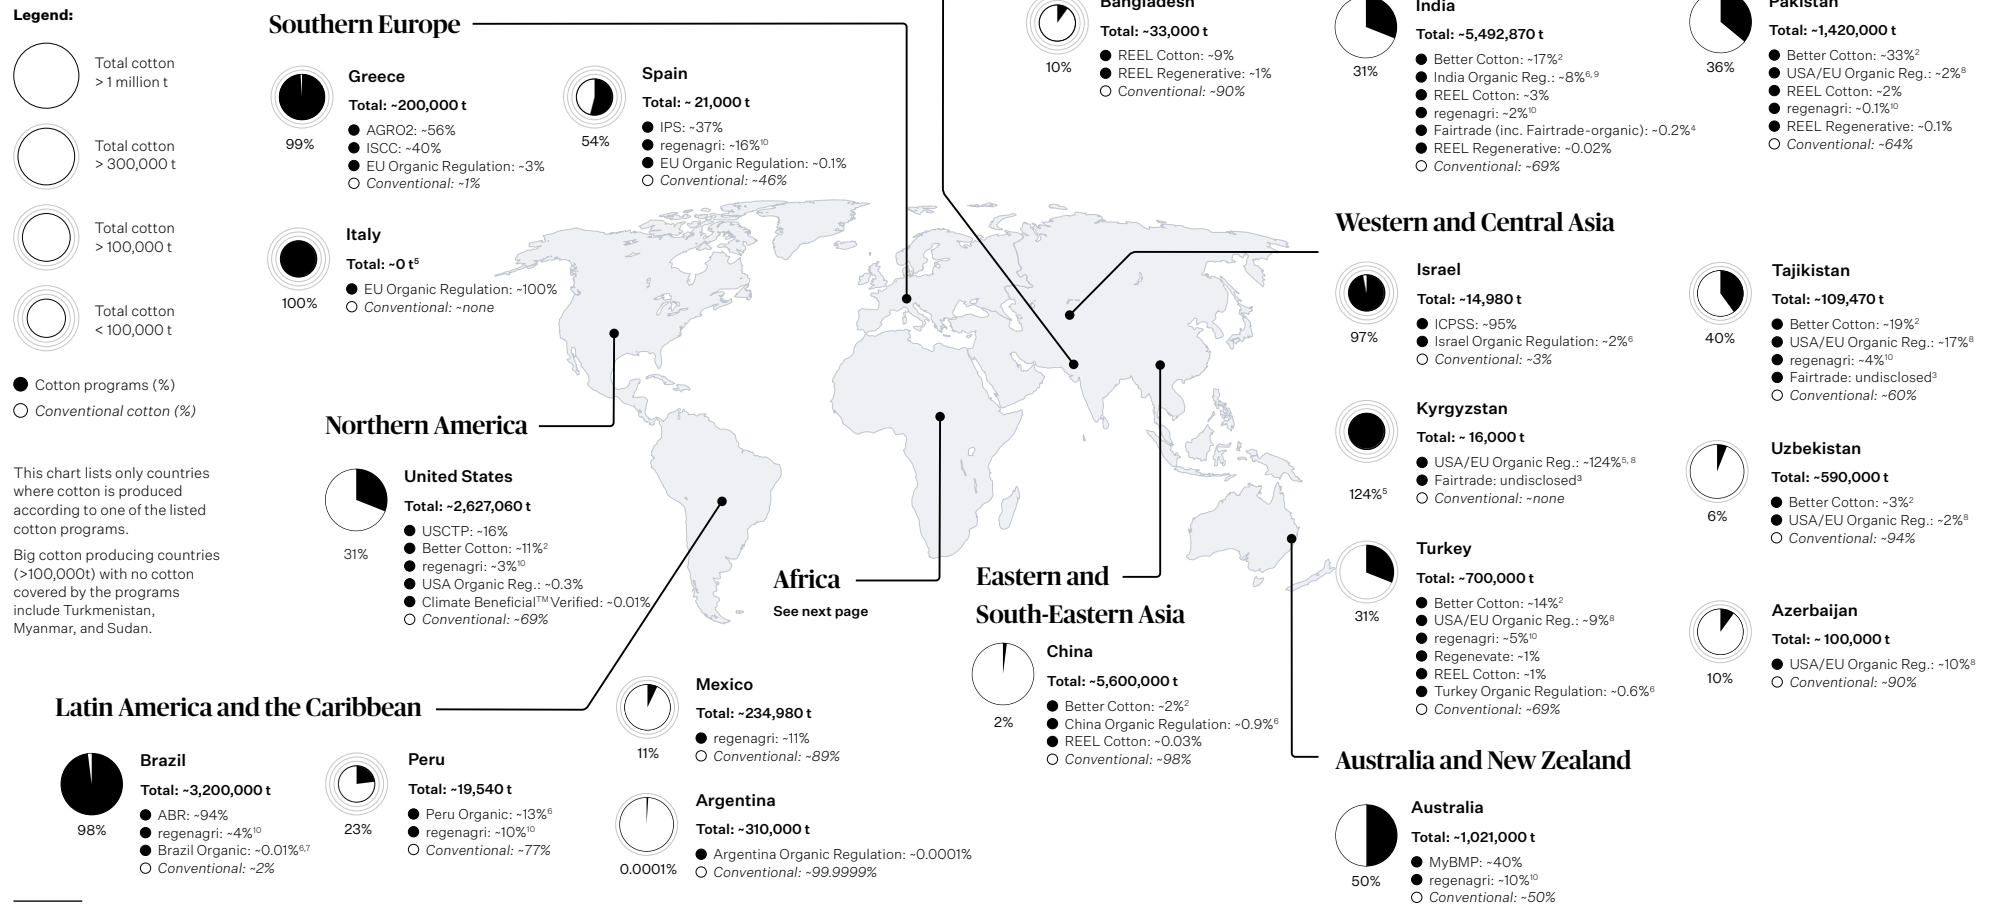 Legend:
Total cotton
> 1 million t
Total cotton
> 300,000 t
Total cotton
> 100,000 t
Total cotton
< 100,000 t
Cotton programs (%)
Conventional cotton (%)
This chart lists only countries
where cotton is produced
according to one of the listed
cotton programs.
Big cotton producing countries
(>100,000t) with no cotton
covered by the programs
include Turkmenistan,
Myanmar, and Sudan.
Southern Europe
Greece
Total: ~200,000 t
AGRO2: ~56%
ISCC: ~40%
EU Organic Regulation: ~3%
Conventional: ~1%
99%
Spain
Total: ~ 21,000 t
IPS: ~37%
regenagri: ~16%¹⁰
EU Organic Regulation: ~0.1%
Conventional: ~46%
54%
Italy
Total: ~0 t⁵
EU Organic Regulation: ~100%
Conventional: ~none
100%
Bangladesh
Total: ~33,000 t
REEL Cotton: ~9%
REEL Regenerative: ~1%
Conventional: ~90%
10%
India
Total: ~5,492,870 t
Better Cotton: ~17%²
India Organic Reg.: ~8%⁶,⁹
REEL Cotton: ~3%
regenagri: ~2%¹⁰
Fairtrade (inc. Fairtrade-organic): ~0.2%⁴
REEL Regenerative: ~0.02%
Conventional: ~69%
31%
Pakistan
Total: ~1,420,000 t
Better Cotton: ~33%²
USA/EU Organic Reg.: ~2%⁸
REEL Cotton: ~2%
regenagri: ~0.1%¹⁰
REEL Regenerative: ~0.1%
Conventional: ~64%
36%
Northern America
United States
Total: ~2,627,060 t
USCTP: ~16%
Better Cotton: ~11%²
regenagri: ~3%¹⁰
USA Organic Reg.: ~0.3%
Climate Beneficial™ Verified: ~0.01%
Conventional: ~69%
31%
Western and Central Asia
Israel
Total: ~14,980 t
ICPSS: ~95%
Israel Organic Regulation: ~2%⁶
Conventional: ~3%
97%
Tajikistan
Total: ~109,470 t
Better Cotton: ~19%²
USA/EU Organic Reg.: ~17%⁸
regenagri: ~4%¹⁰
Fairtrade: undisclosed³
Conventional: ~60%
40%
Kyrgyzstan
Total: ~ 16,000 t
USA/EU Organic Reg.: ~124%⁵,⁸
Fairtrade: undisclosed³
Conventional: ~none
124%⁵
Uzbekistan
Total: ~590,000 t
Better Cotton: ~3%²
USA/EU Organic Reg.: ~2%⁸
Conventional: ~94%
6%
Turkey
Total: ~700,000 t
Better Cotton: ~14%²
USA/EU Organic Reg.: ~9%⁸
regenagri: ~5%¹⁰
Regenevate: ~1%
REEL Cotton: ~1%
Turkey Organic Regulation: ~0.6%⁶
Conventional: ~69%
31%
Azerbaijan
Total: ~ 100,000 t
USA/EU Organic Reg.: ~10%⁸
Conventional: ~90%
10%
Africa
See next page
Eastern and
South-Eastern Asia
China
Total: ~5,600,000 t
Better Cotton: ~2%²
China Organic Regulation: ~0.9%⁶
REEL Cotton: ~0.03%
Conventional: ~98%
2%
Latin America and the Caribbean
Brazil
Total: ~3,200,000 t
ABR: ~94%
regenagri: ~4%¹⁰
Brazil Organic: ~0.01%⁶,⁷
Conventional: ~2%
98%
Peru
Total: ~19,540 t
Peru Organic: ~13%⁶
regenagri: ~10%¹⁰
Conventional: ~77%
23%
Mexico
Total: ~234,980 t
regenagri: ~11%
Conventional: ~89%
11%
Argentina
Total: ~310,000 t
Argentina Organic Regulation: ~0.0001%
Conventional: ~99.9999%
0.0001%
Australia and New Zealand
Australia
Total: ~1,021,000 t
MyBMP: ~40%
regenagri: ~10%¹⁰
Conventional: ~50%
50%